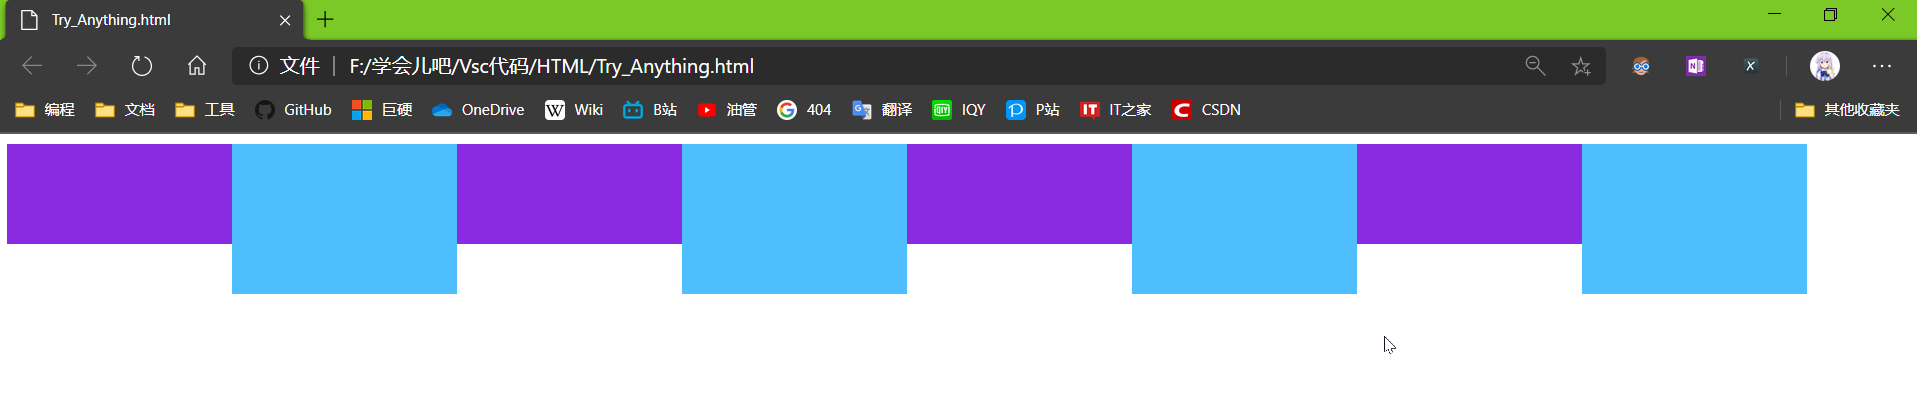 Try_Anything.html
文件 | F:/学会儿吧/Vsc代码/HTML/Try_Anything.html
编程 文档 工具 GitHub 巨硬 OneDrive W Wiki B站 油管 G 404 G 翻译 iQIYI IQY P P站 IT IT之家 C CSDN 其他收藏夹